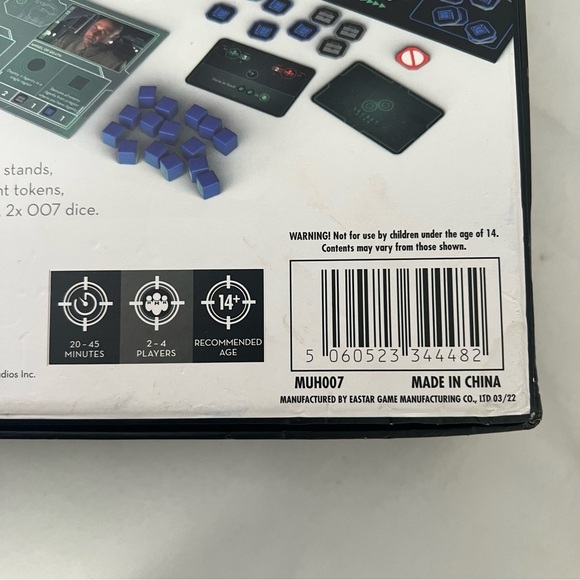 stands,
nt tokens,
2x 007 dice.
WARNING! Not for use by children under the age of 14.
Contents may vary from those shown.
20-45
MINUTES
2-4
PLAYERS
14+
RECOMMENDED
AGE
5 060523 344482
dios Inc.
MUH007
MADE IN CHINA
MANUFACTURED BY EASTAR GAME MANUFACTURING CO., LTD 03/22